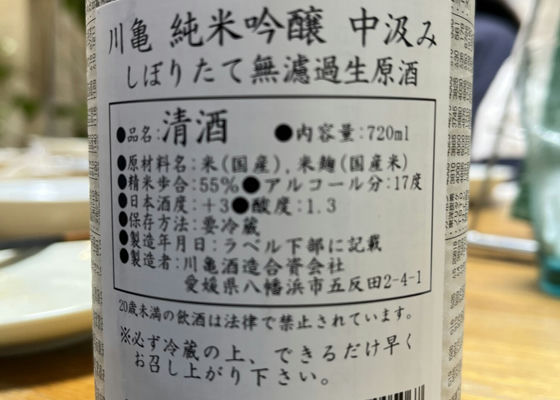 川亀 純米吟醸 中汲み
しぼりたて無濾過生原酒
●品名:清酒 ●内容量:720ml
●原材料名:米(国産),米麹(国産米)
●精米歩合:55%●アルコール分:17度
●日本酒度:+3●酸度:1.3
●保存方法:要冷蔵
●製造年月日:ラベル下部に記載
●製造者:川亀酒造合資会社
愛媛県八幡浜市五反田2-4-1
20歳未満の飲酒は法律で禁止されています。
※必ず冷蔵の上、できるだけ早く
お召し上がり下さい。